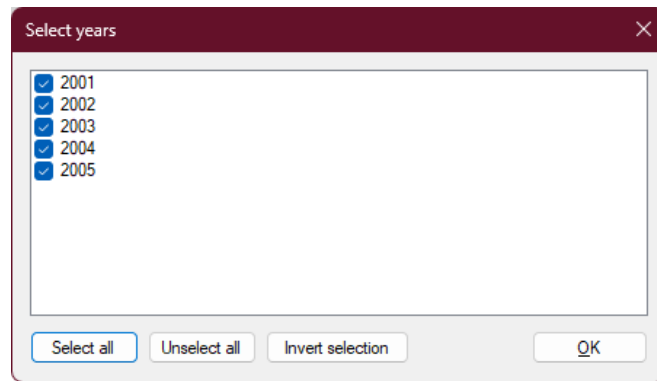 Select years
2001
2002
2003
2004
2005
Select all
Unselect all
Invert selection
OK